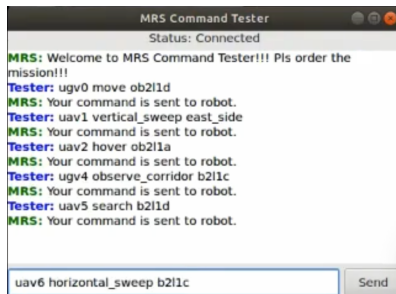 MRS Command Tester
Status: Connected
MRS: Welcome to MRS Command Tester!!! Pls order the
mission!!!
Tester: ugv0 move ob2l1d
MRS: Your command is sent to robot.
Tester: uav1 vertical_sweep east_side
MRS: Your command is sent to robot.
Tester: uav2 hover ob2l1a
MRS: Your command is sent to robot.
Tester: ugv4 observe_corridor b2l1c
MRS: Your command is sent to robot.
Tester: uav5 search b2l1d
MRS: Your command is sent to robot.
uav6 horizontal_sweep b2l1c
Send